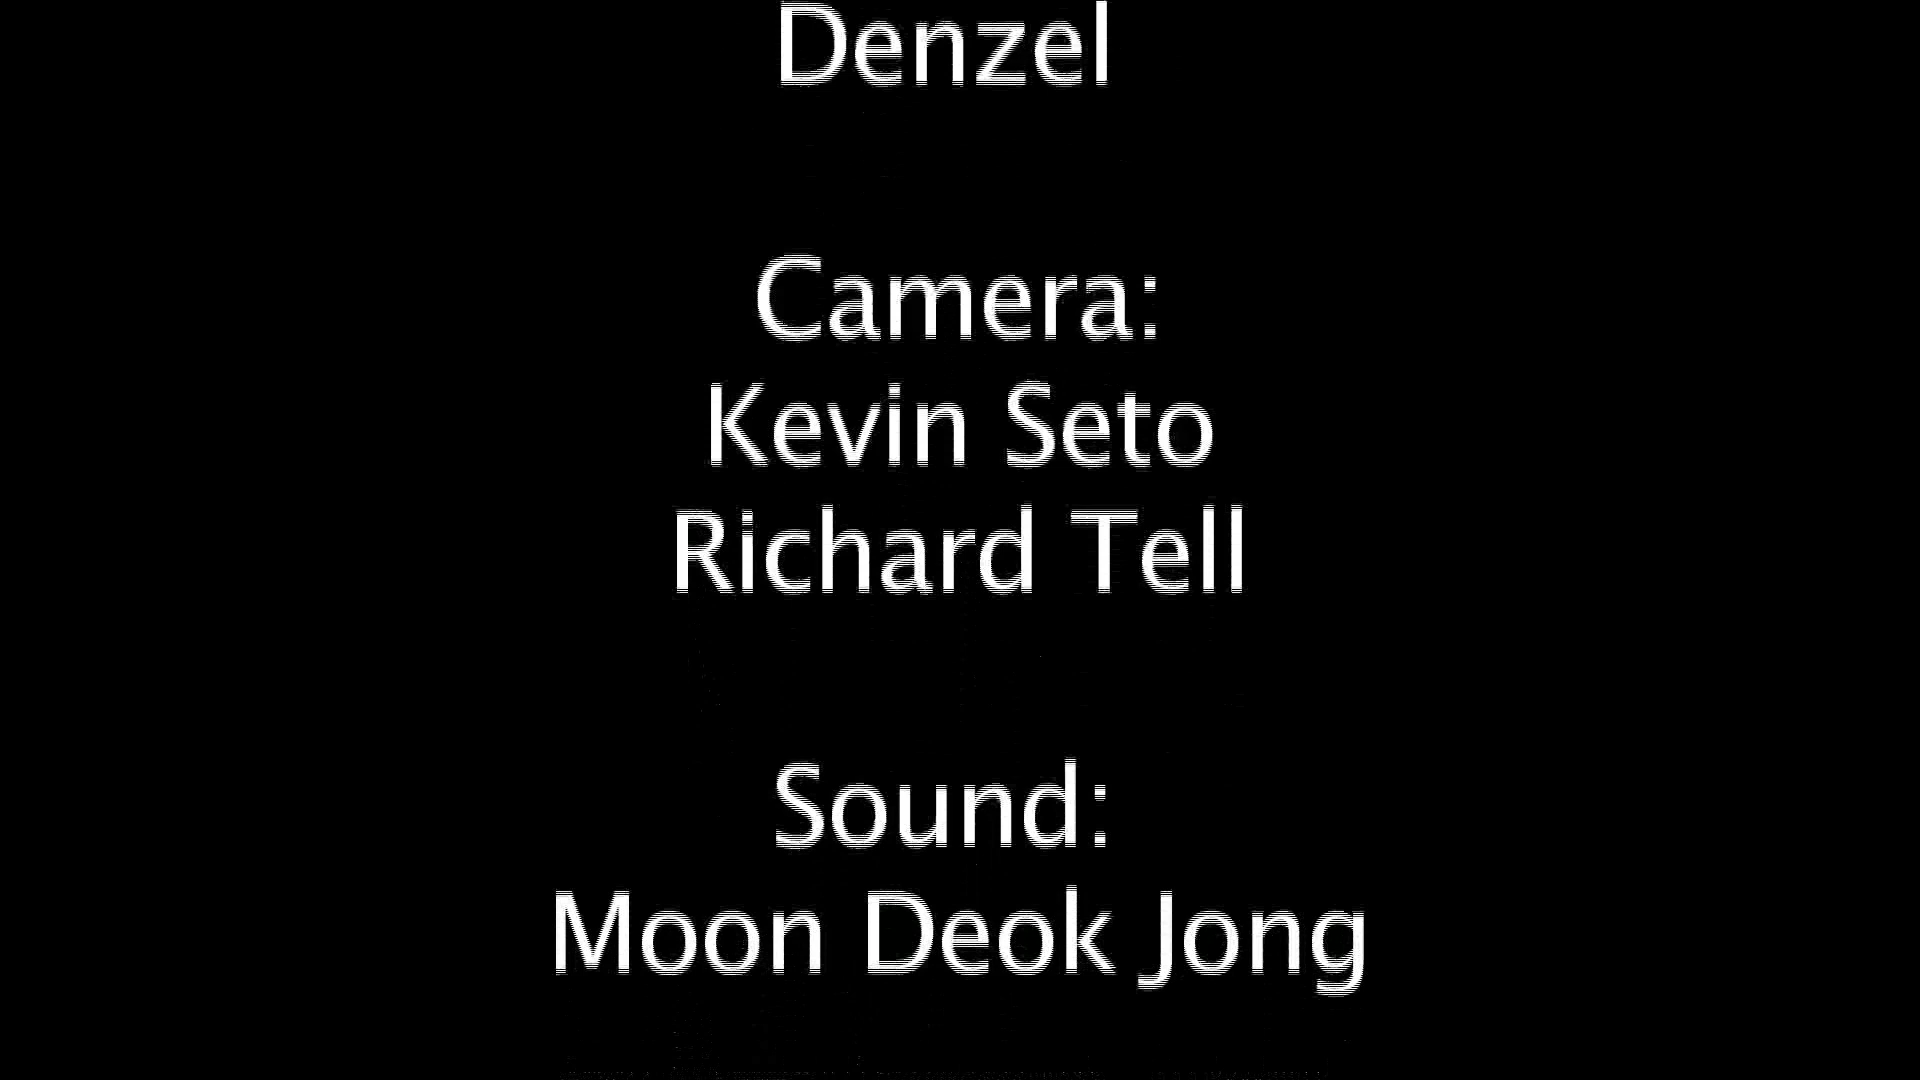 Denzel
Camera:
Kevin Seto
Richard Tell
Sound:
Moon Deok Jong